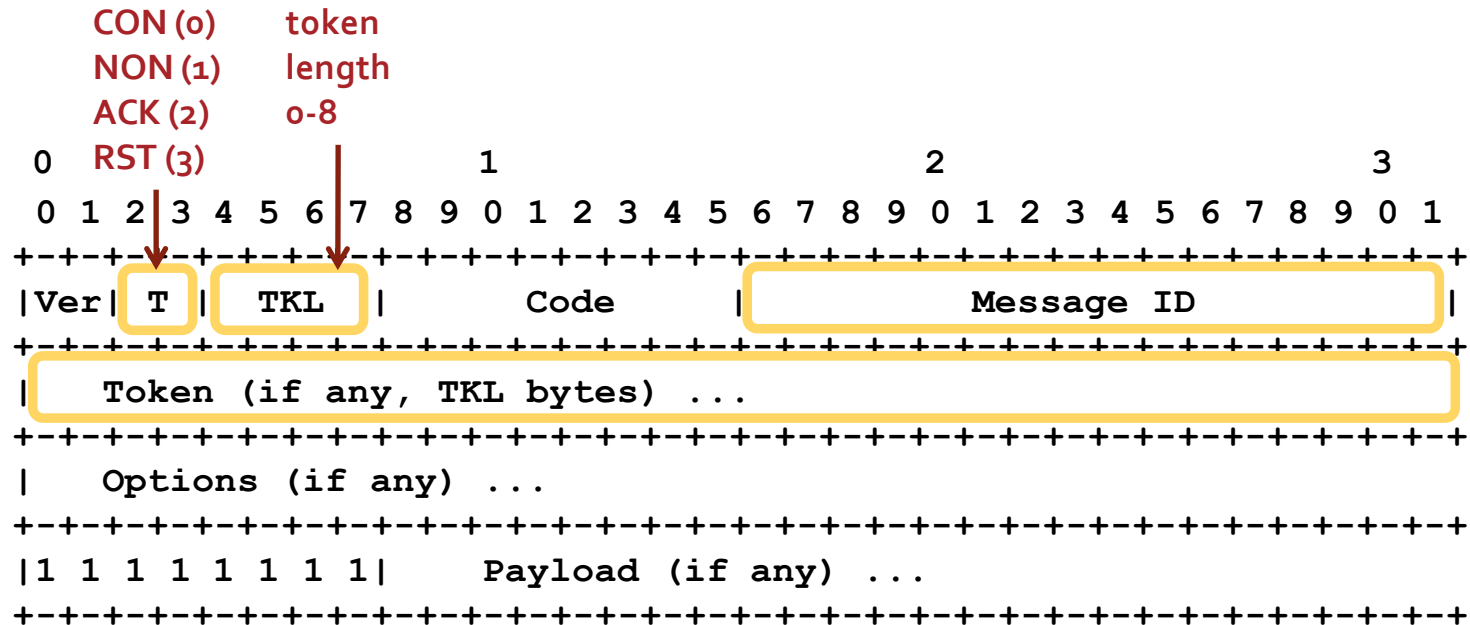 CON (0) token
NON (1) length
ACK (2) 0-8
RST (3)
0 1 2 3
0 1 2 3 4 5 6 7 8 9 0 1 2 3 4 5 6 7 8 9 0 1 2 3 4 5 6 7 8 9 0 1
+-+-+-+-+-+-+-+-+-+-+-+-+-+-+-+-+-+-+-+-+-+-+-+-+-+-+-+-+-+-+-+-+
|Ver| T | TKL | Code | Message ID |
+-+-+-+-+-+-+-+-+-+-+-+-+-+-+-+-+-+-+-+-+-+-+-+-+-+-+-+-+-+-+-+-+
| Token (if any, TKL bytes) ...
+-+-+-+-+-+-+-+-+-+-+-+-+-+-+-+-+-+-+-+-+-+-+-+-+-+-+-+-+-+-+-+-+
| Options (if any) ...
+-+-+-+-+-+-+-+-+-+-+-+-+-+-+-+-+-+-+-+-+-+-+-+-+-+-+-+-+-+-+-+-+
|1 1 1 1 1 1 1 1| Payload (if any) ...
+-+-+-+-+-+-+-+-+-+-+-+-+-+-+-+-+-+-+-+-+-+-+-+-+-+-+-+-+-+-+-+-+